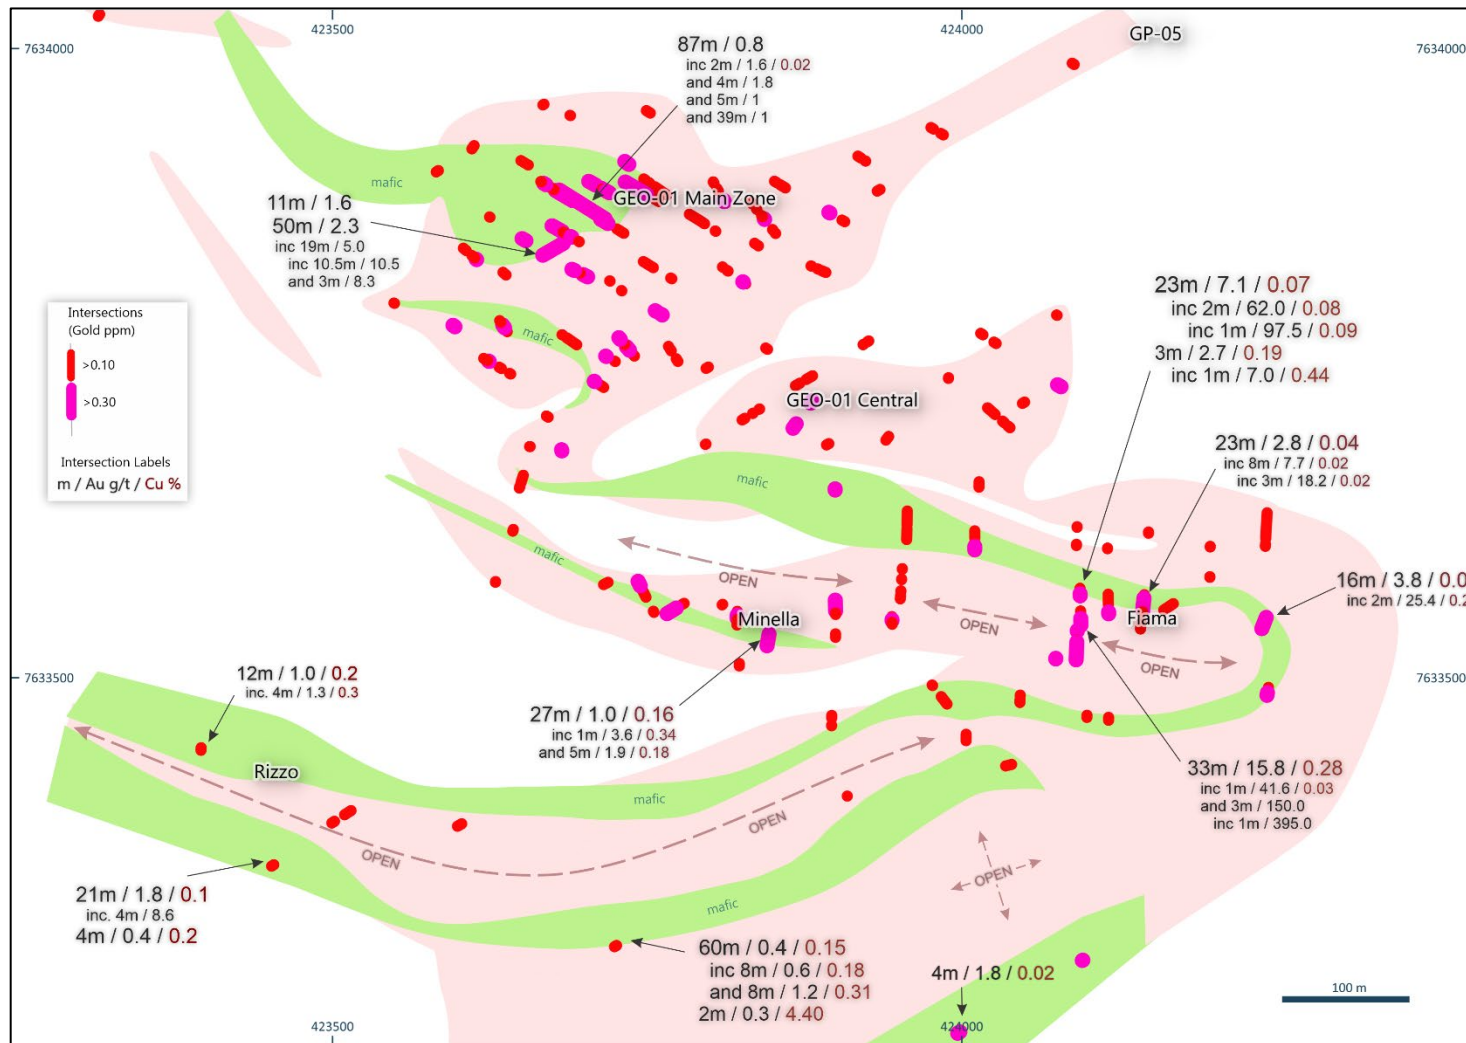 423500
424000
GP-05
7634000
7634000
87m / 0.8
inc 2m / 1.6 / 0.02
and 4m / 1.8
and 5m / 1
and 39m / 1
mafic
GEO-01 Main Zone
11m / 1.6
50m / 2.3
inc 19m / 5.0
inc 10.5m / 10.5
and 3m / 8.3
Intersections
(Gold ppm)
>0.10
>0.30
Intersection Labels
m / Au g/t / Cu %
mafic
23m / 7.1 / 0.07
inc 2m / 62.0 / 0.08
inc 1m / 97.5 / 0.09
3m / 2.7 / 0.19
inc 1m / 7.0 / 0.44
GEO-01 Central
23m / 2.8 / 0.04
inc 8m / 7.7 / 0.02
inc 3m / 18.2 / 0.02
mafic
mafic
OPEN
16m / 3.8 / 0.0
inc 2m / 25.4 / 0.2
Minella
OPEN
Fiama
OPEN
12m / 1.0 / 0.2
inc. 4m / 1.3 / 0.3
7633500
7633500
27m / 1.0 / 0.16
inc 1m / 3.6 / 0.34
and 5m / 1.9 / 0.18
Rizzo
mafic
33m / 15.8 / 0.28
inc 1m / 41.6 / 0.03
and 3m / 150.0
inc 1m / 395.0
OPEN
OPEN
OPEN
21m / 1.8 / 0.1
inc. 4m / 8.6
4m / 0.4 / 0.2
mafic
60m / 0.4 / 0.15
inc 8m / 0.6 / 0.18
and 8m / 1.2 / 0.31
2m / 0.3 / 4.40
4m / 1.8 / 0.02
100 m
423500
424000